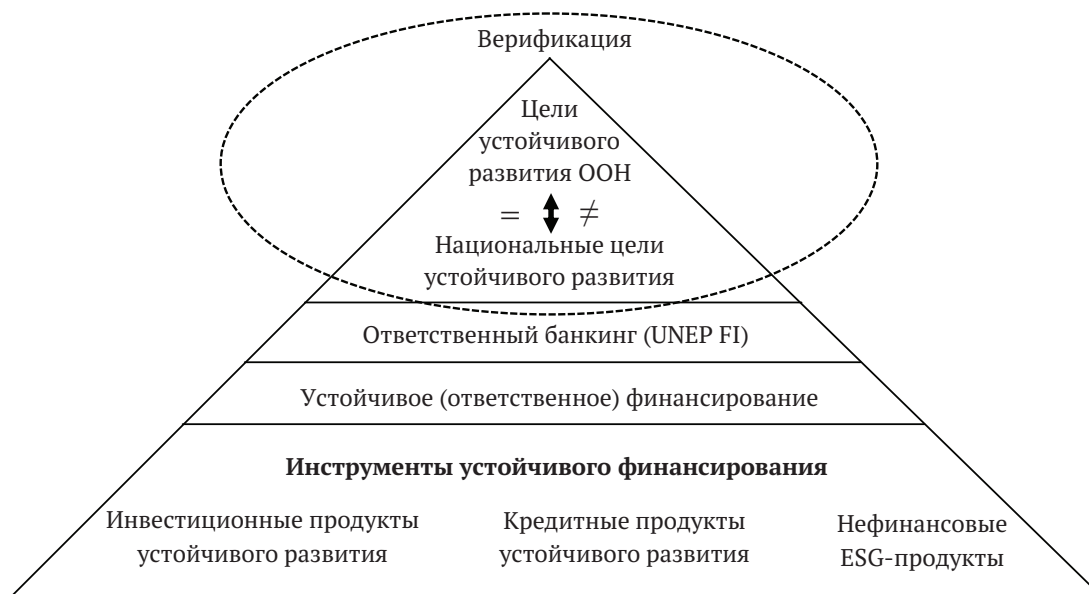 Верификация
Цели
устойчивого
развития ООН
= ≠
Национальные цели
устойчивого развития
Ответственный банкинг (UNEP FI)
Устойчивое (ответственное) финансирование
Инструменты устойчивого финансирования
Инвестиционные продукты
устойчивого развития
Кредитные продукты
устойчивого развития
Нефинансовые
ESG-продукты